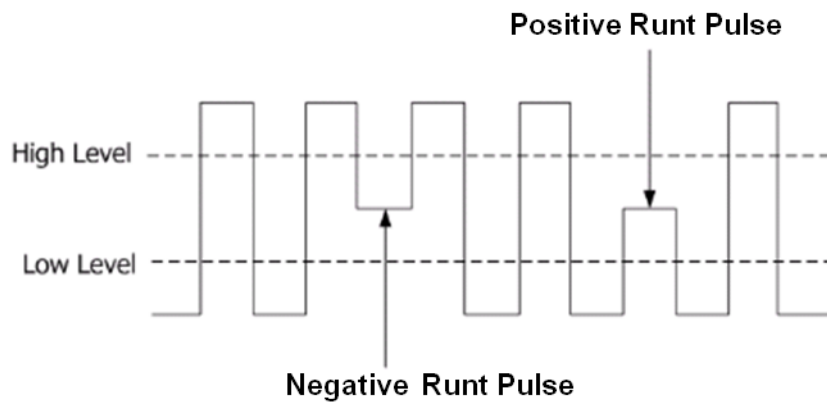 Positive Runt Pulse
High Level
Low Level
Negative Runt Pulse